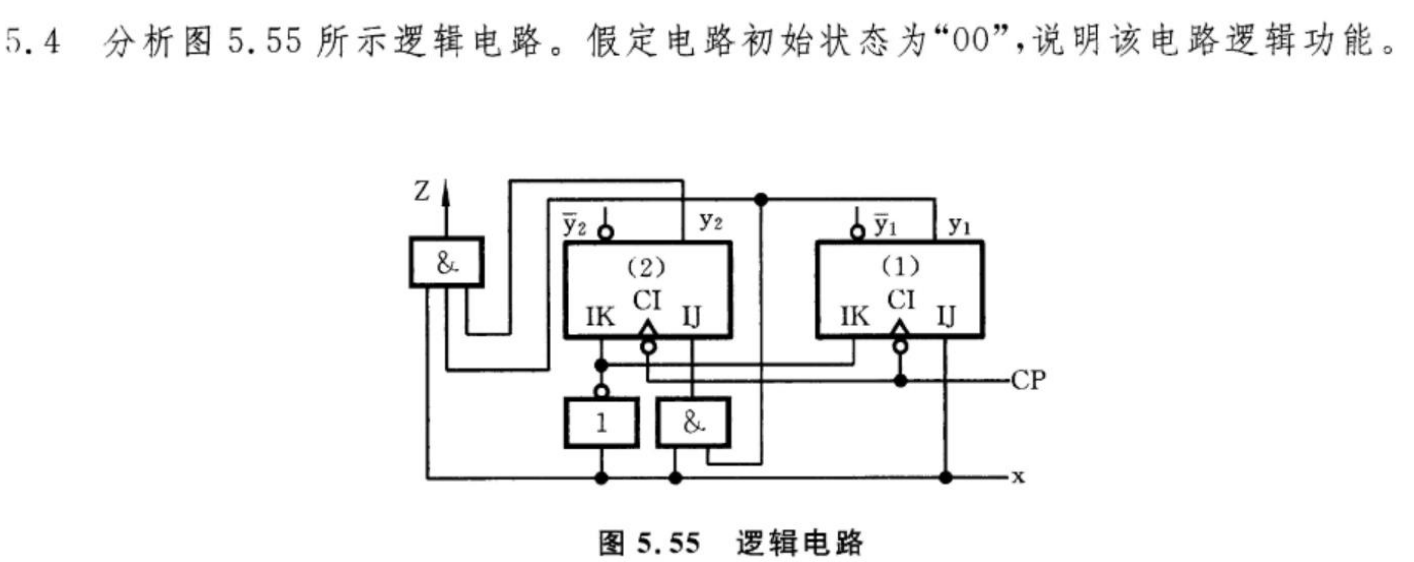 5.4 分析图 5.55 所示逻辑电路。假定电路初始状态为“00”,说明该电路逻辑功能。
Z
y̅₂ y₂ y̅₁ y₁
& (2) (1)
IK CI IJ IK CI IJ
CP
1 &
x
图 5.55 逻辑电路